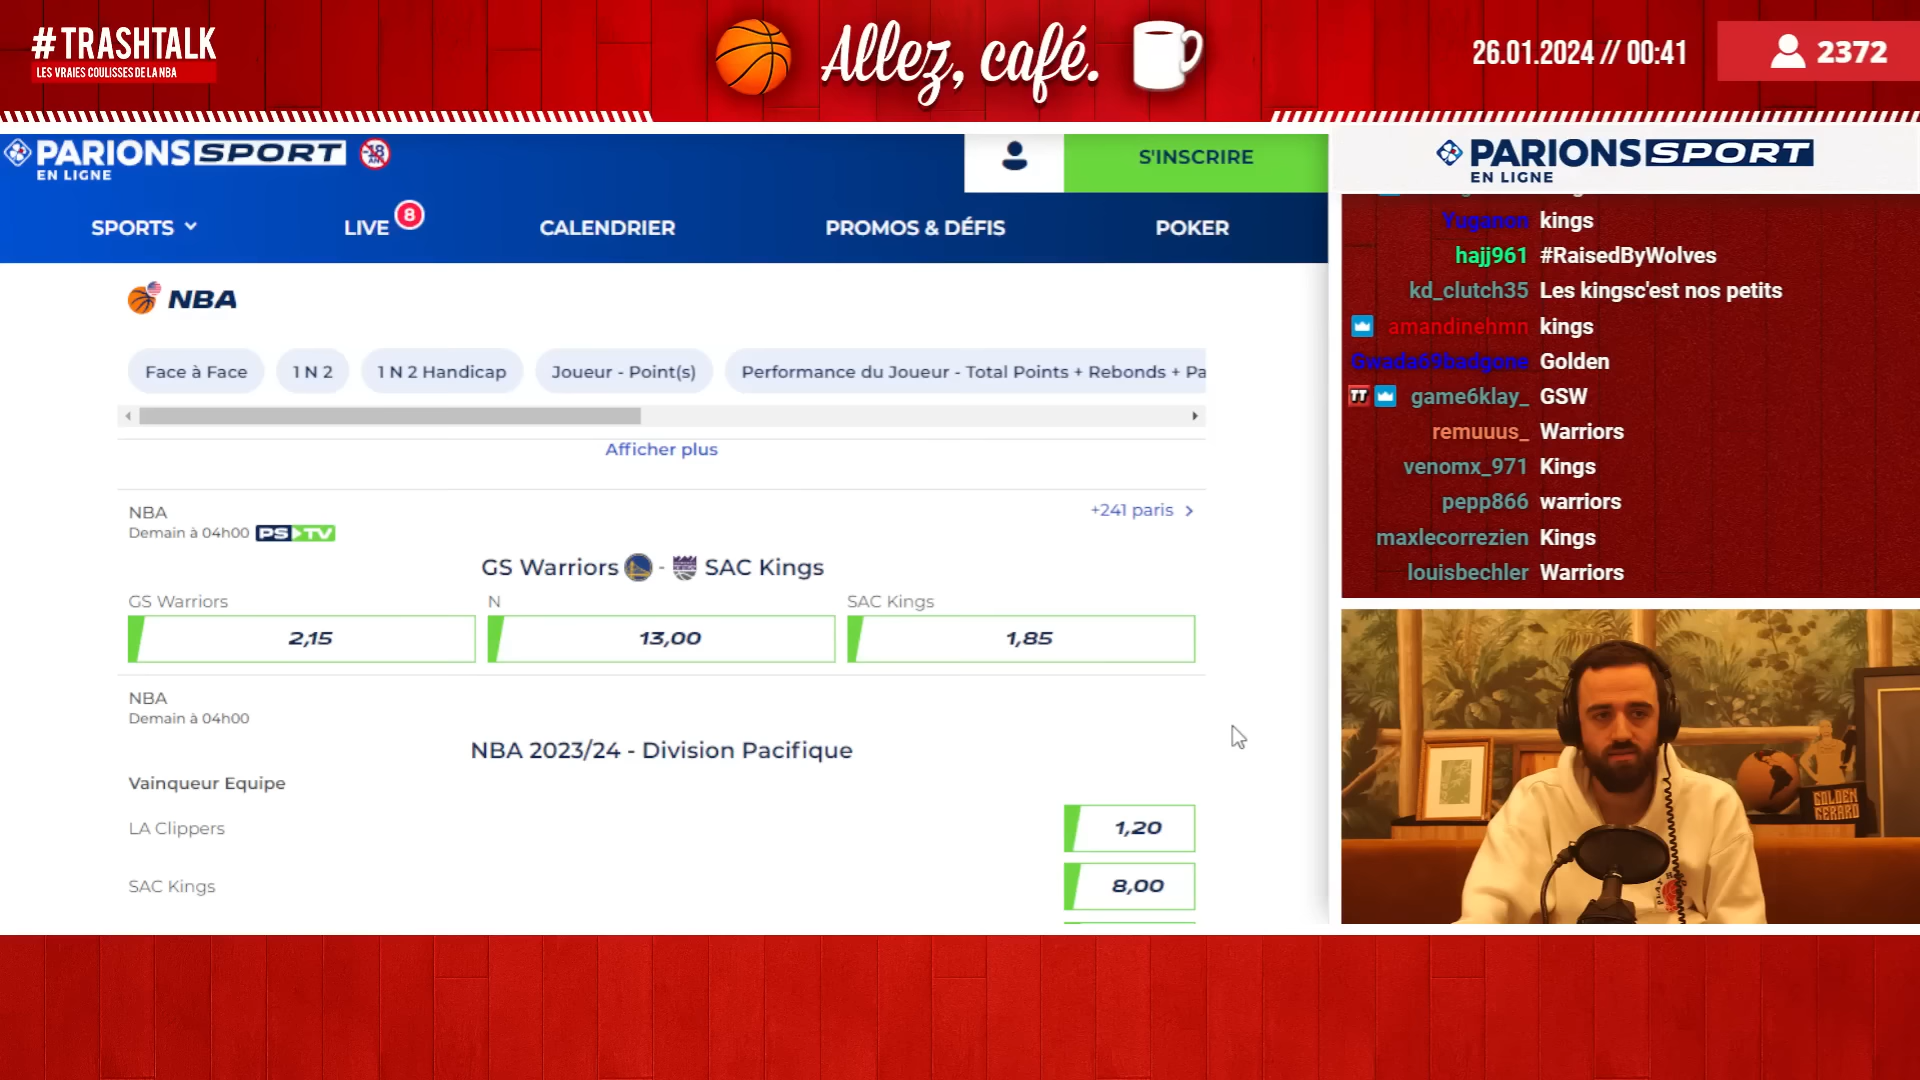 #TRASHTALK
LES VRAIES COULISSES DE LA NBA
Allez, café.
26.01.2024 // 00:41
2372
PARIONS SPORT
EN LIGNE
-18
ANS
S'INSCRIRE
SPORTS
LIVE
8
CALENDRIER
PROMOS & DÉFIS
POKER
NBA
Face à Face
1 N 2
1 N 2 Handicap
Joueur - Point(s)
Performance du Joueur - Total Points + Rebonds + Pa
Afficher plus
NBA
+241 paris
Demain à 04h00 PS TV
GS Warriors - SAC Kings
GS Warriors
N
SAC Kings
2,15
13,00
1,85
NBA
Demain à 04h00
NBA 2023/24 - Division Pacifique
Vainqueur Equipe
LA Clippers
1,20
SAC Kings
8,00
PARIONS SPORT
EN LIGNE
Yuganon kings
hajj961 #RaisedByWolves
kd_clutch35 Les kingsc'est nos petits
amandinehmn kings
Gwada69badgone Golden
TT game6klay_ GSW
remuuus_ Warriors
venomx_971 Kings
pepp866 warriors
maxlecorrezien Kings
louisbechler Warriors
GOLDEN
GERARD